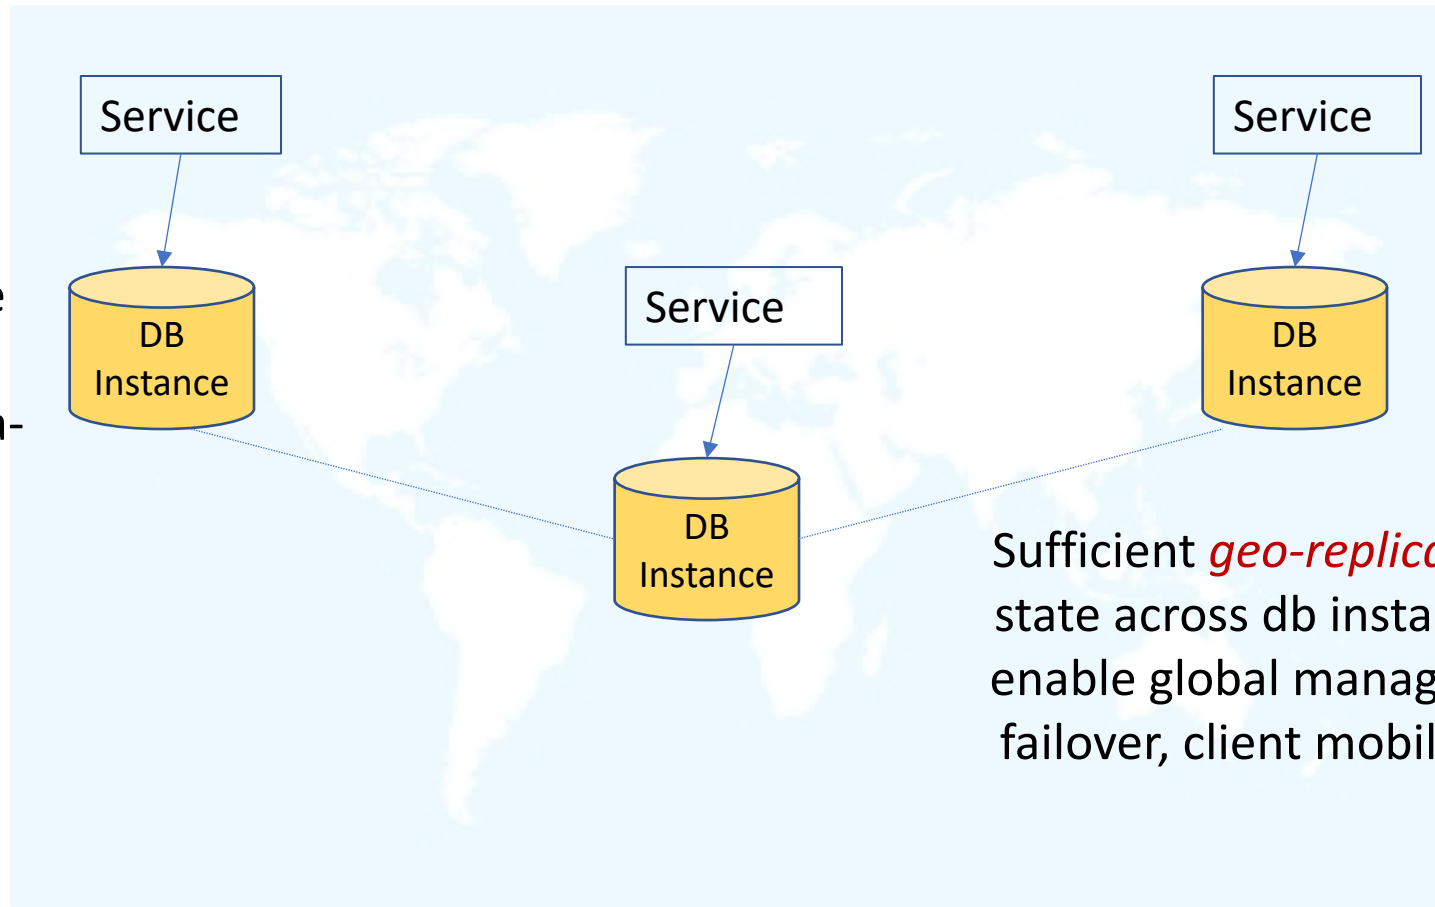 Service
Service
DB
Instance
Service
DB
Instance
DB
Instance
Sufficient
state across db
enable global
failover, client